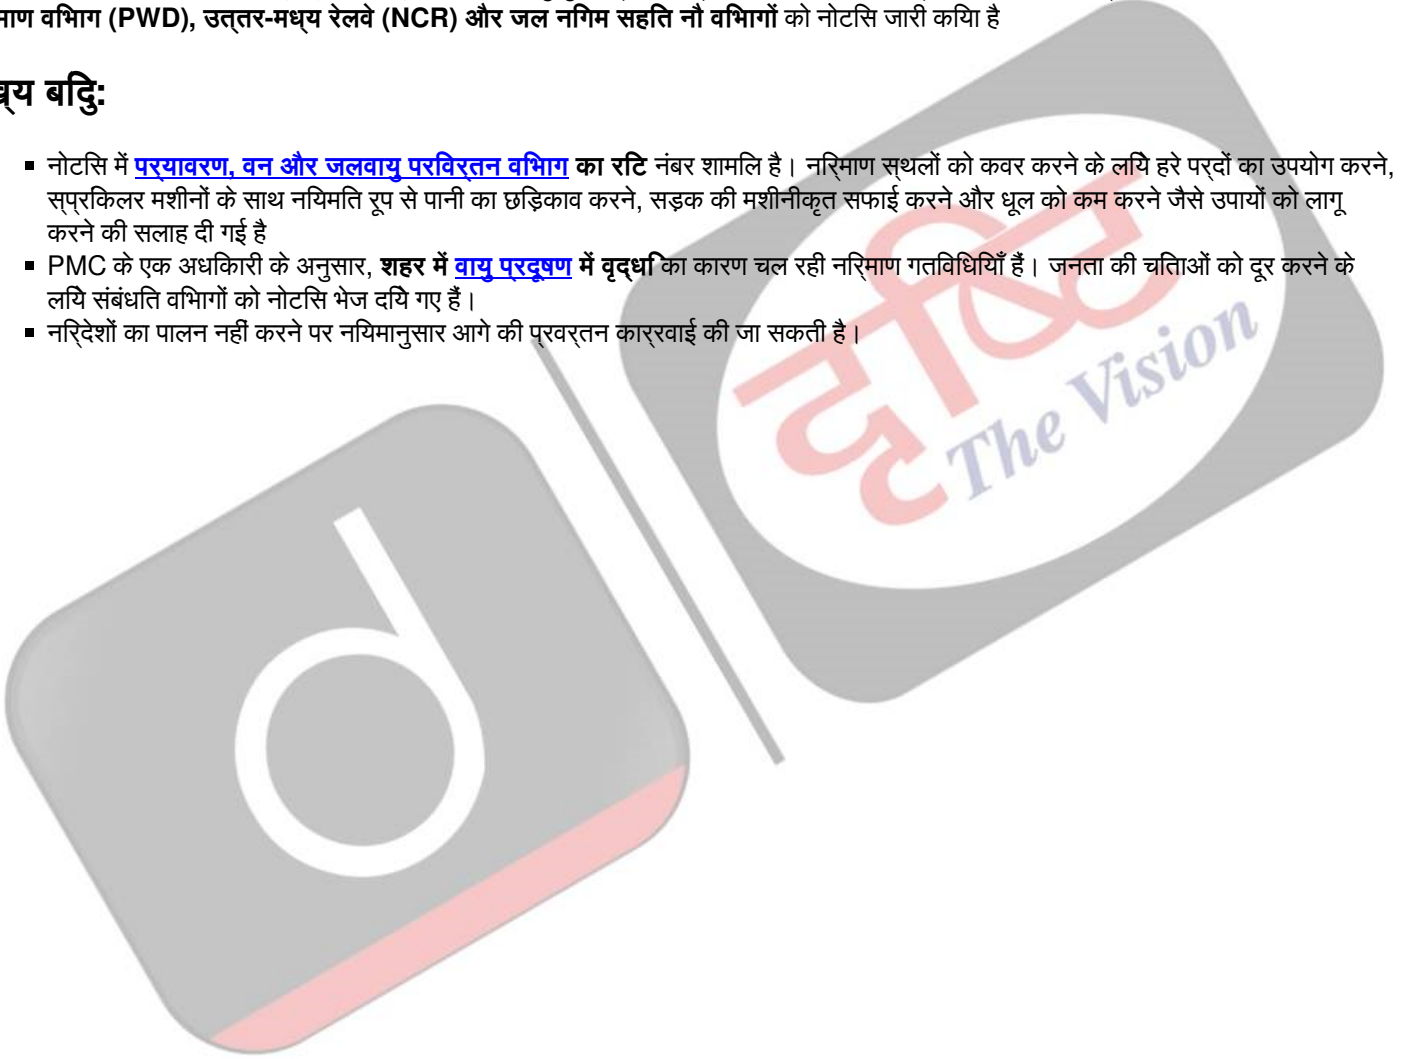 माण विभाग (PWD), उत्तर-मध्य रेलवे (NCR) और जल निगम सहित नौ विभागों को नोटिस जारी किया है
ख्य बिंदु:
▪ नोटिस में पर्यावरण, वन और जलवायु परिवर्तन विभाग का रिट नंबर शामिल है। निर्माण स्थलों को कवर करने के लिये हरे पर्दों का उपयोग करने,
स्प्रिंकलर मशीनों के साथ नियमित रूप से पानी का छिड़काव करने, सड़क की मशीनीकृत सफाई करने और धूल को कम करने जैसे उपायों को लागू
करने की सलाह दी गई है
▪ PMC के एक अधिकारी के अनुसार, शहर में वायु प्रदूषण में वृद्धि का कारण चल रही निर्माण गतिविधियाँ हैं। जनता की चिंताओं को दूर करने के
लिये संबंधित विभागों को नोटिस भेज दिये गए हैं।
▪ निर्देशों का पालन नहीं करने पर नियमानुसार आगे की प्रवर्तन कार्रवाई की जा सकती है।
दृष्टि
The Vision
d